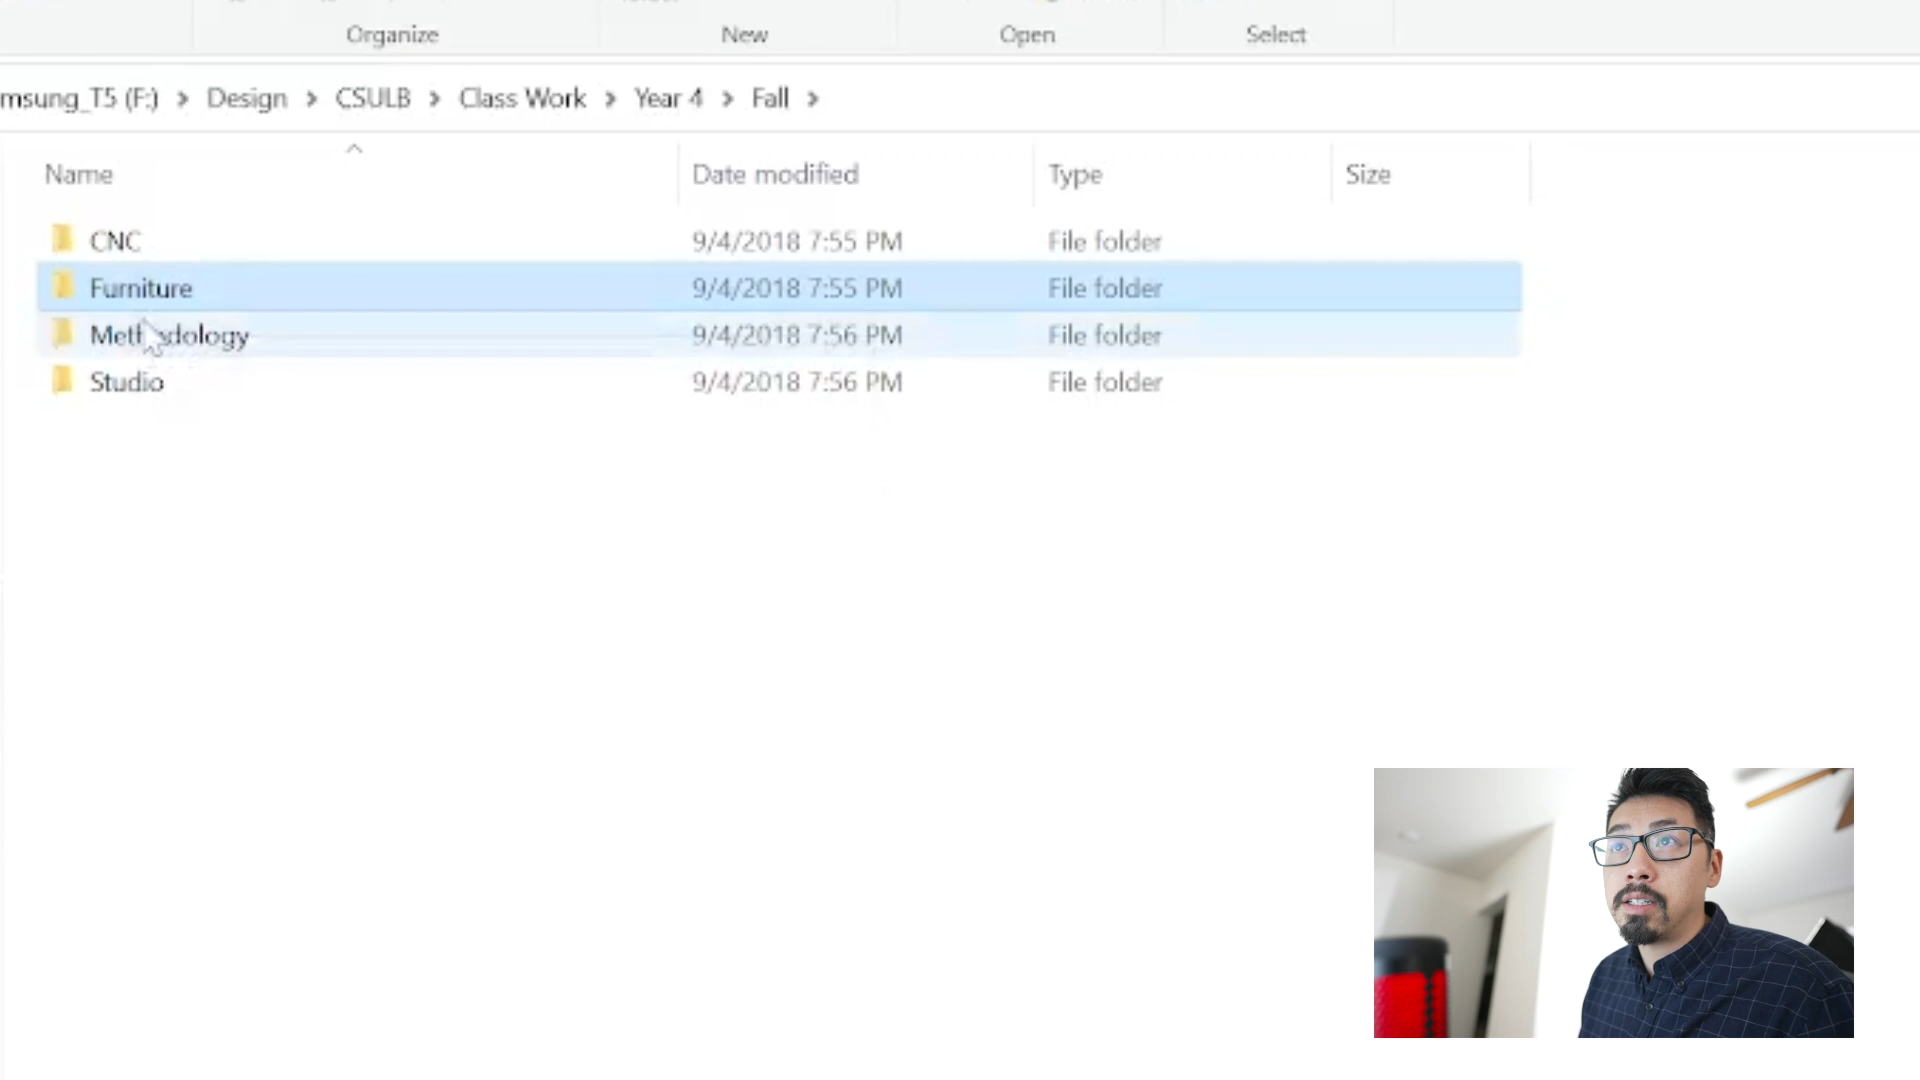 Organize New Open Select
msung_T5 (F:) > Design > CSULB > Class Work > Year 4 > Fall >
Name Date modified Type Size
CNC 9/4/2018 7:55 PM File folder
Furniture 9/4/2018 7:55 PM File folder
Methodology 9/4/2018 7:56 PM File folder
Studio 9/4/2018 7:56 PM File folder